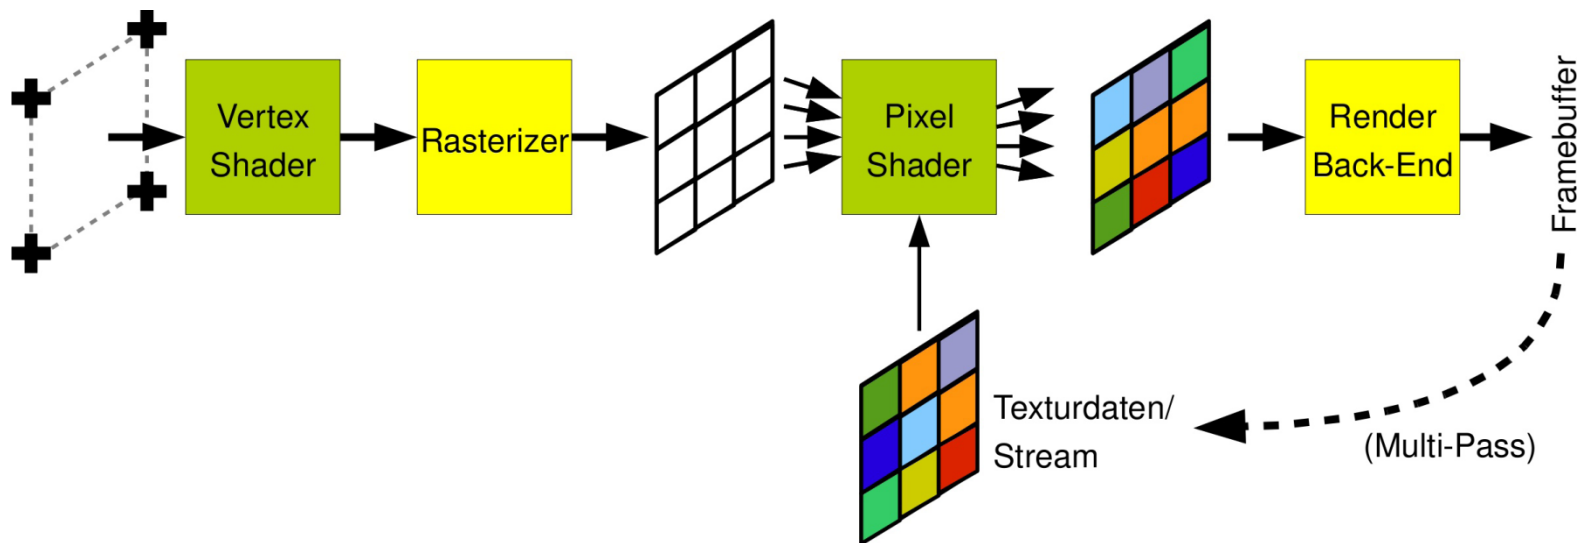 Vertex
Shader
Rasterizer
Pixel
Shader
Render
Back-End
Framebuffer
Texturdaten/
Stream
(Multi-Pass)